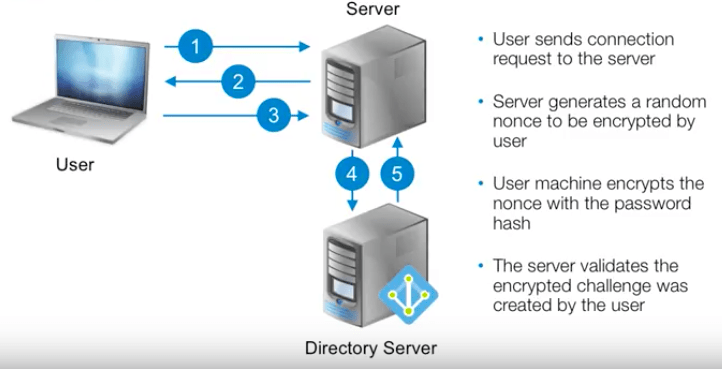 Server
1
2
3
User
4
5
Directory Server
• User sends connection
request to the server
• Server generates a random
nonce to be encrypted by
user
• User machine encrypts the
nonce with the password
hash
• The server validates the
encrypted challenge was
created by the user